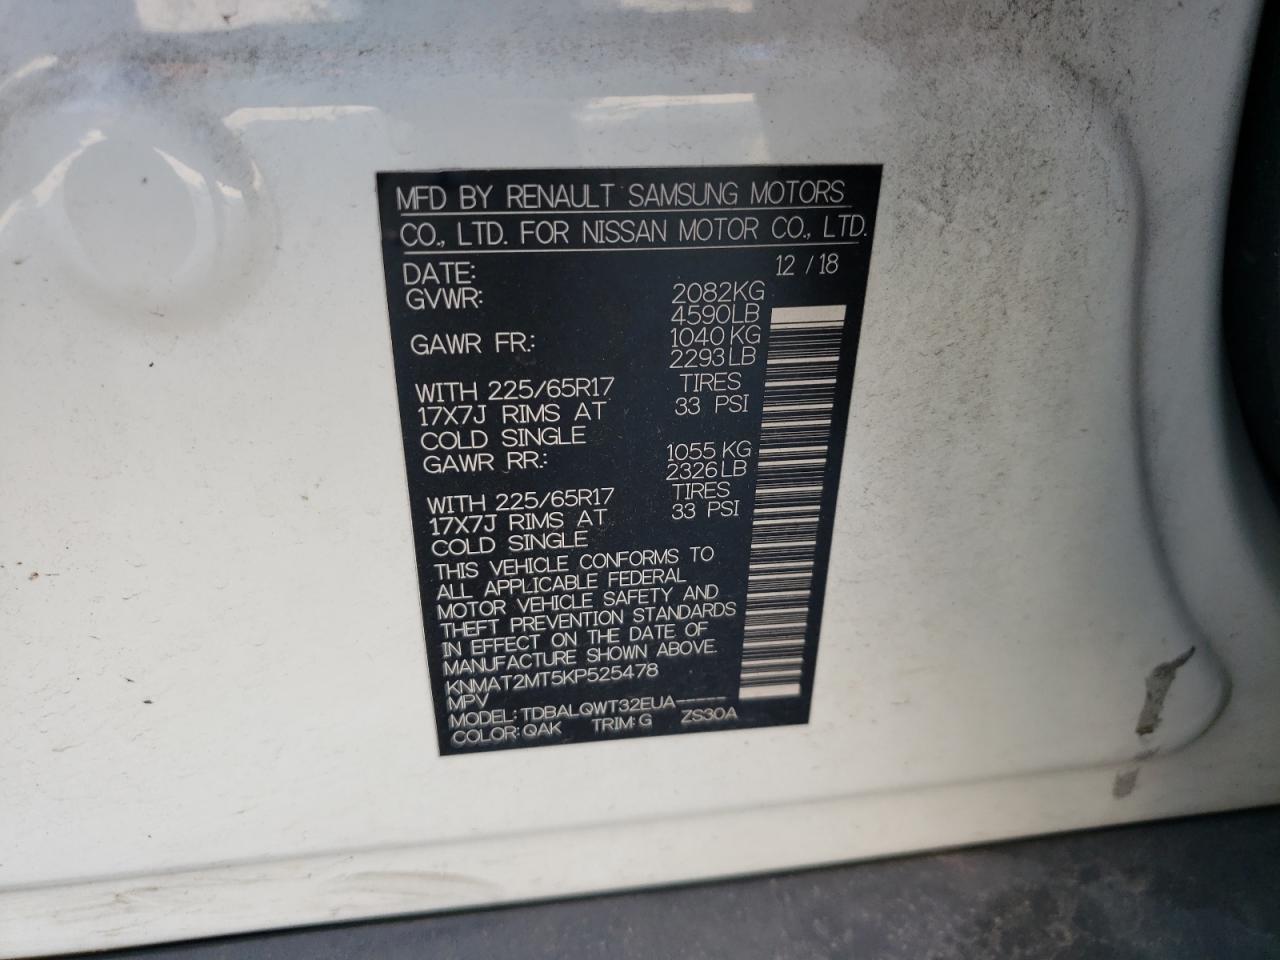 MFD BY RENAULT SAMSUNG MOTORS
CO., LTD. FOR NISSAN MOTOR CO., LTD.
DATE: 12 / 18
GVWR: 2082KG
4590LB
GAWR FR.: 1040 KG
2293 LB
WITH 225/65R17 TIRES
17X7J RIMS AT 33 PSI
COLD SINGLE
GAWR RR.: 1055 KG
2326 LB
WITH 225/65R17 TIRES
17X7J RIMS AT 33 PSI
COLD SINGLE
THIS VEHICLE CONFORMS TO
ALL APPLICABLE FEDERAL
MOTOR VEHICLE SAFETY AND
THEFT PREVENTION STANDARDS
IN EFFECT ON THE DATE OF
MANUFACTURE SHOWN ABOVE.
KNMAT2MT5KP525478
MPV
MODEL: TDBALQWT32EUA-----
COLOR: QAK TRIM: G ZS30A